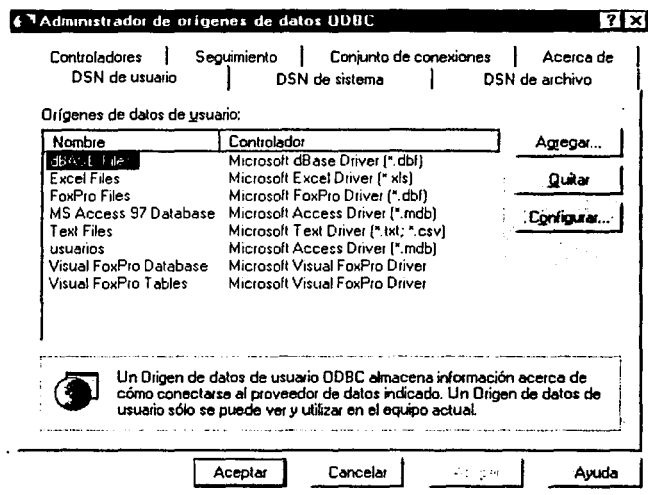 Administrador de orígenes de datos ODBC
Controladores Seguimiento Conjunto de conexiones Acerca de
DSN de usuario DSN de sistema DSN de archivo
Orígenes de datos de usuario:
Nombre Controlador Agregar...
dBASE Files Microsoft dBase Driver (*.dbf)
Excel Files Microsoft Excel Driver (*.xls) Quitar
FoxPro Files Microsoft FoxPro Driver (*.dbf)
MS Access 97 Database Microsoft Access Driver (*.mdb) Configurar...
Text Files Microsoft Text Driver (*.txt; *.csv)
usuarios Microsoft Access Driver (*.mdb)
Visual FoxPro Database Microsoft Visual FoxPro Driver
Visual FoxPro Tables Microsoft Visual FoxPro Driver
Un Origen de datos de usuario ODBC almacena información acerca de
cómo conectarse al proveedor de datos indicado. Un Origen de datos de
usuario sólo se puede ver y utilizar en el equipo actual.
Aceptar Cancelar Ayuda